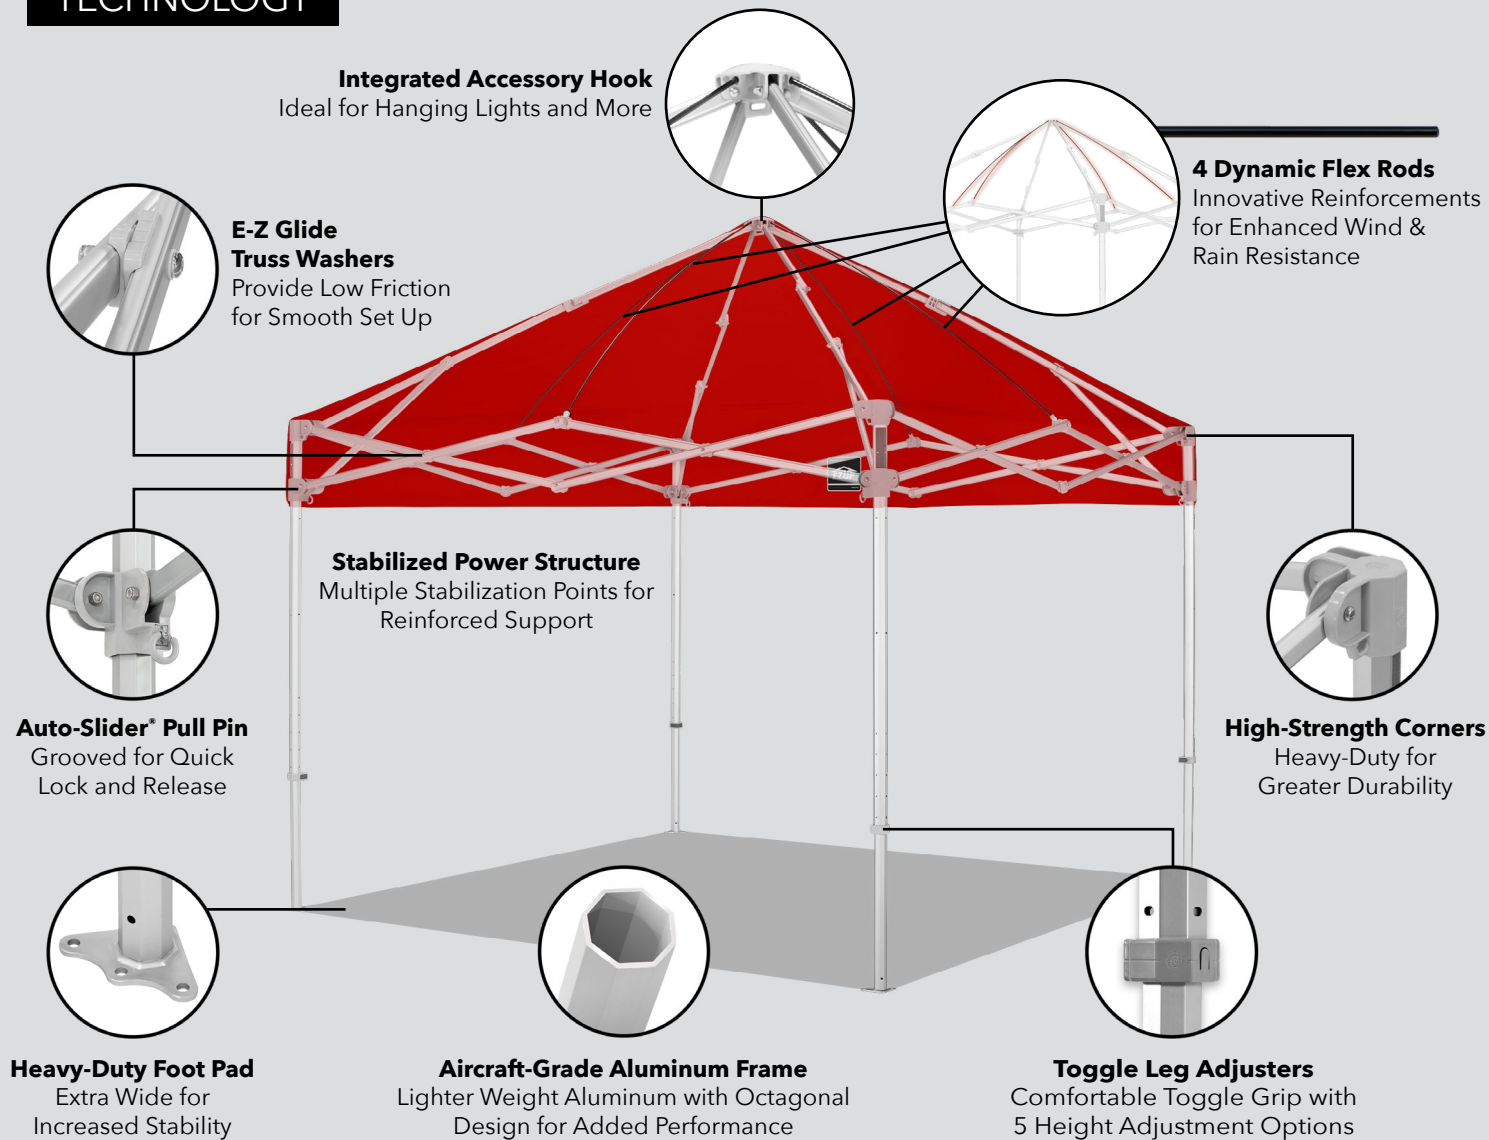 TECHNOLOGY
Integrated Accessory Hook
Ideal for Hanging Lights and More
4 Dynamic Flex Rods
Innovative Reinforcements
for Enhanced Wind &
Rain Resistance
E-Z Glide
Truss Washers
Provide Low Friction
for Smooth Set Up
Stabilized Power Structure
Multiple Stabilization Points for
Reinforced Support
Auto-Slider® Pull Pin
Grooved for Quick
Lock and Release
High-Strength Corners
Heavy-Duty for
Greater Durability
Heavy-Duty Foot Pad
Extra Wide for
Increased Stability
Aircraft-Grade Aluminum Frame
Lighter Weight Aluminum with Octagonal
Design for Added Performance
Toggle Leg Adjusters
Comfortable Toggle Grip with
5 Height Adjustment Options